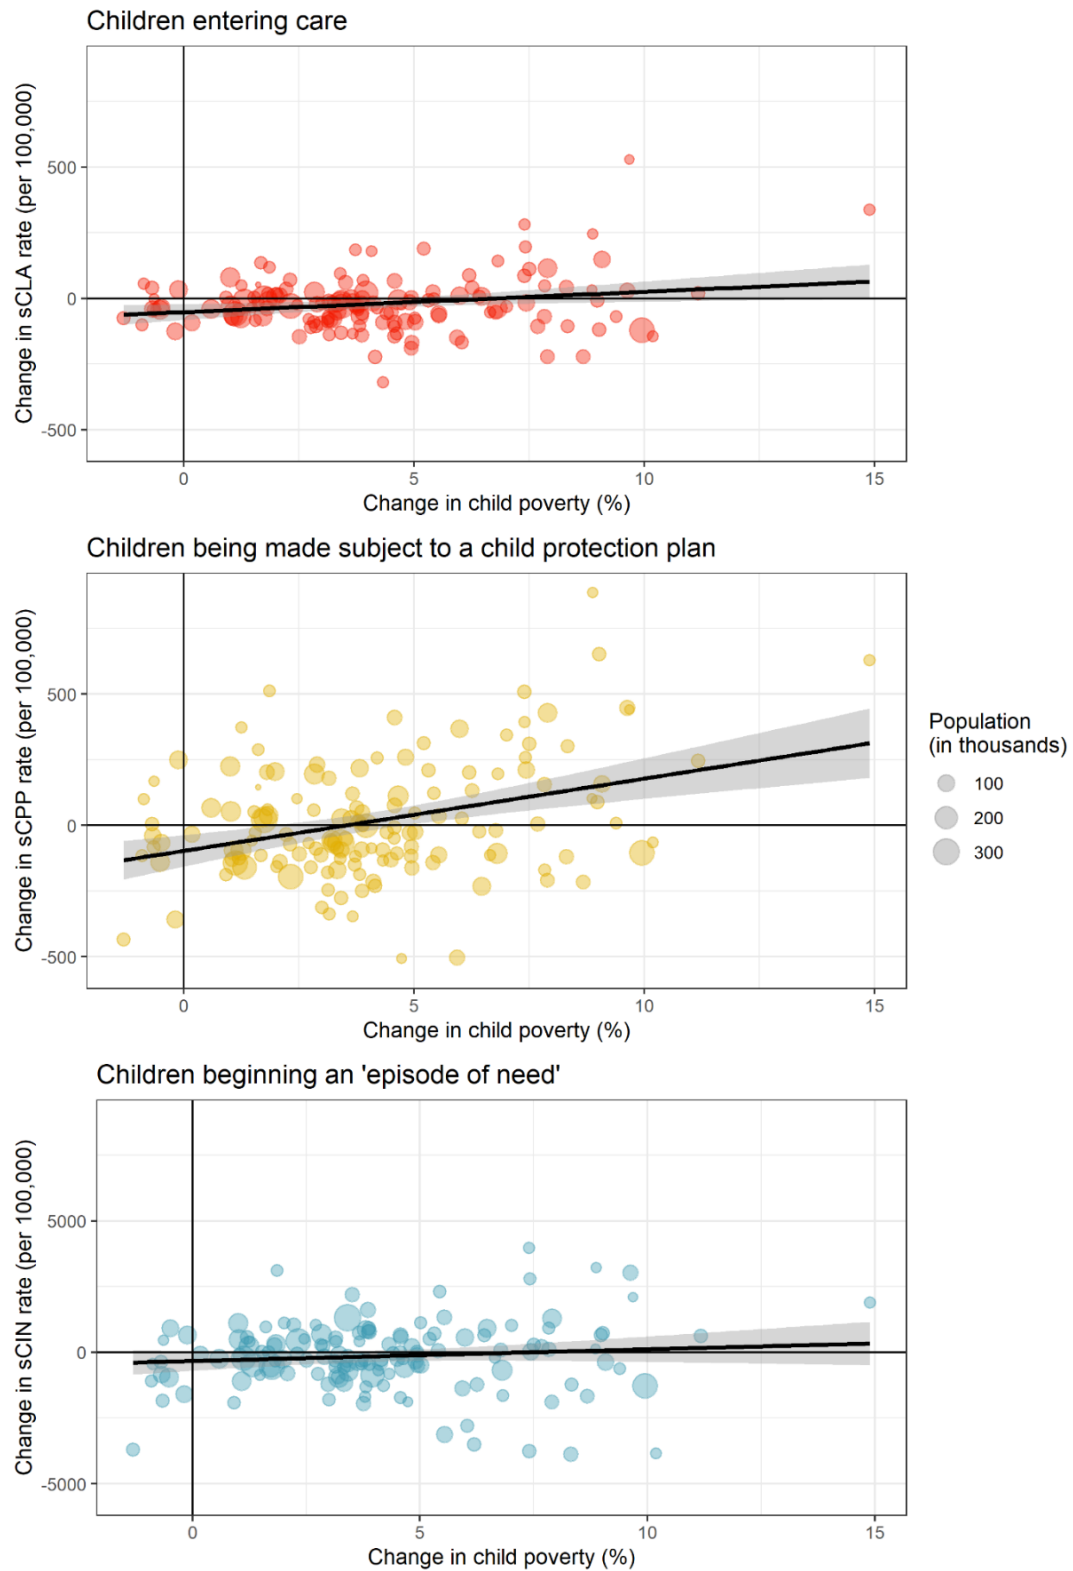 Children entering care
Change in sCLA rate (per 100,000)
500
0
-500
0 5 10 15
Change in child poverty (%)
Children being made subject to a child protection plan
Change in sCPP rate (per 100,000)
500
0
-500
0 5 10 15
Change in child poverty (%)
Population
(in thousands)
100
200
300
Children beginning an 'episode of need'
Change in sCIN rate (per 100,000)
5000
0
-5000
0 5 10 15
Change in child poverty (%)